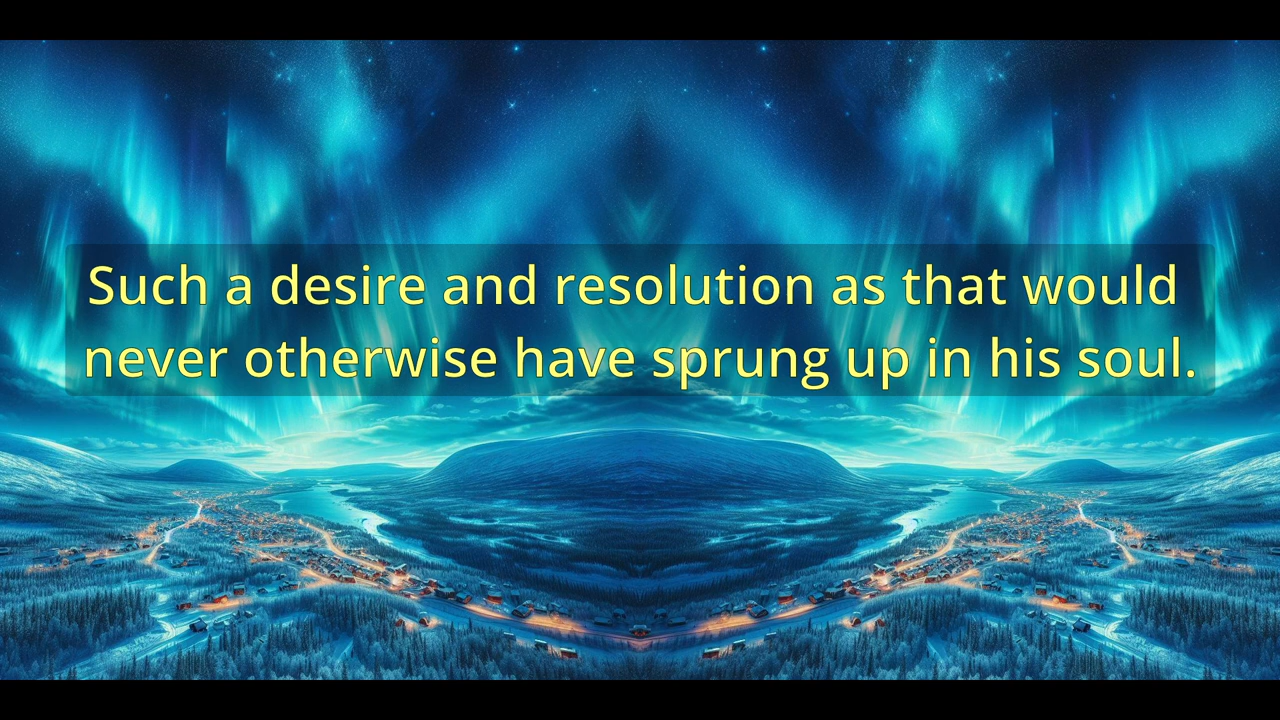 Such a desire and resolution as that would
never otherwise have sprung up in his soul.